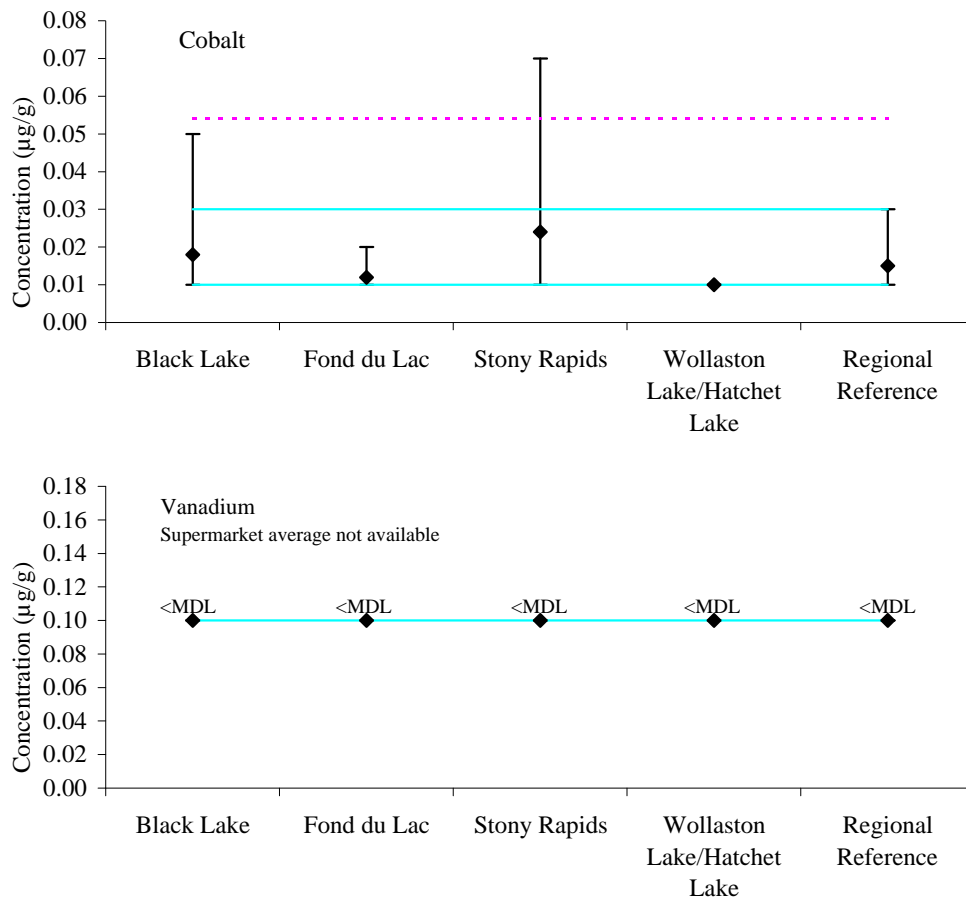 Cobalt
Concentration (µg/g)
0.08
0.07
0.06
0.05
0.04
0.03
0.02
0.01
0.00
Black Lake
Fond du Lac
Stony Rapids
Wollaston
Lake/Hatchet
Lake
Regional
Reference
Vanadium
Supermarket average not available
Concentration (µg/g)
0.18
0.16
0.14
0.12
0.10
0.08
0.06
0.04
0.02
0.00
<MDL
<MDL
<MDL
<MDL
<MDL
Black Lake
Fond du Lac
Stony Rapids
Wollaston
Lake/Hatchet
Lake
Regional
Reference